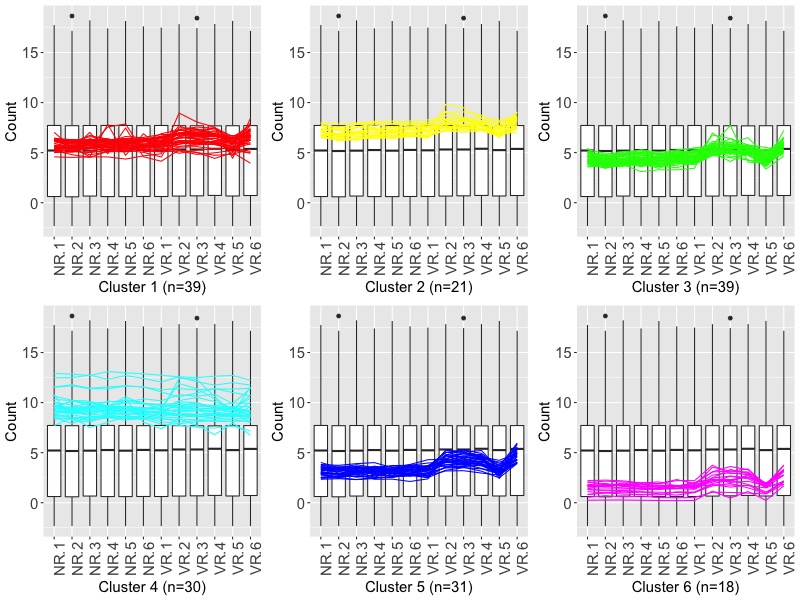 Count
15
10
5
0
NR.1 NR.2 NR.3 NR.4 NR.5 NR.6 VR.1 VR.2 VR.3 VR.4 VR.5 VR.6
Cluster 1 (n=39)
Count
15
10
5
0
NR.1 NR.2 NR.3 NR.4 NR.5 NR.6 VR.1 VR.2 VR.3 VR.4 VR.5 VR.6
Cluster 2 (n=21)
Count
15
10
5
0
NR.1 NR.2 NR.3 NR.4 NR.5 NR.6 VR.1 VR.2 VR.3 VR.4 VR.5 VR.6
Cluster 3 (n=39)
Count
15
10
5
0
NR.1 NR.2 NR.3 NR.4 NR.5 NR.6 VR.1 VR.2 VR.3 VR.4 VR.5 VR.6
Cluster 4 (n=30)
Count
15
10
5
0
NR.1 NR.2 NR.3 NR.4 NR.5 NR.6 VR.1 VR.2 VR.3 VR.4 VR.5 VR.6
Cluster 5 (n=31)
Count
15
10
5
0
NR.1 NR.2 NR.3 NR.4 NR.5 NR.6 VR.1 VR.2 VR.3 VR.4 VR.5 VR.6
Cluster 6 (n=18)